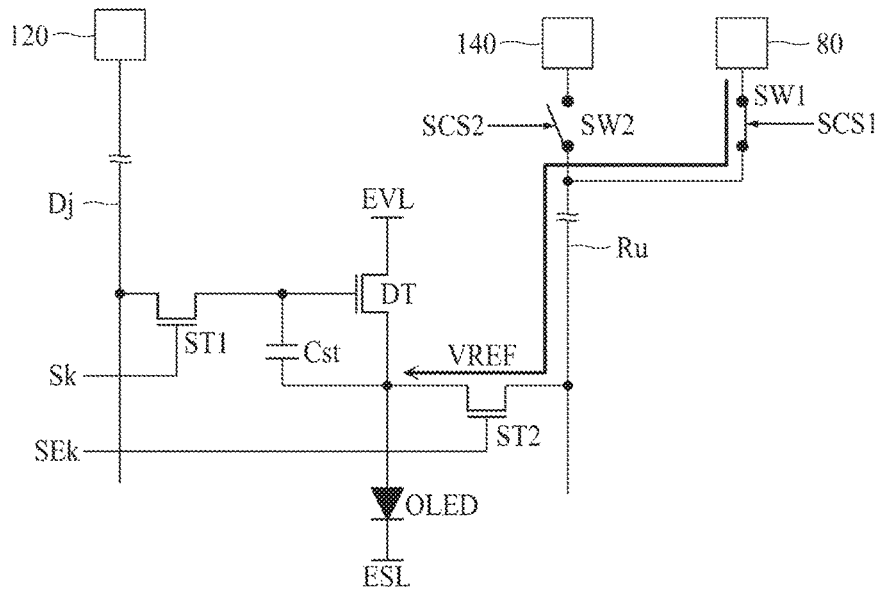 120
140
80
SW1
SCS2
SW2
SCS1
Dj
EVL
Ru
DT
ST1
Cst
VREF
Sk
ST2
SEk
OLED
ESL